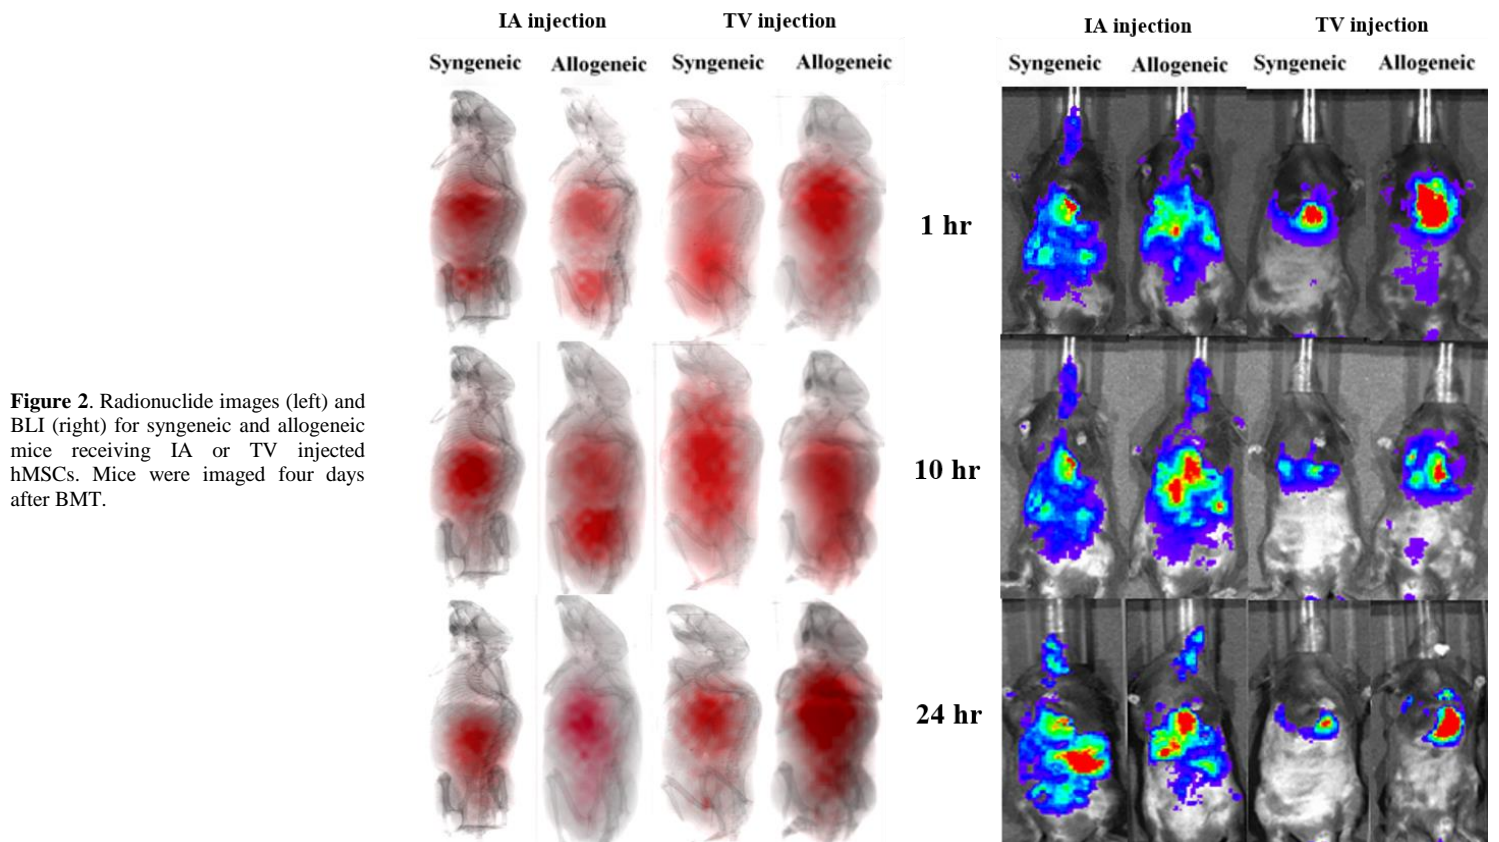 IA injection TV injection
Syngeneic Allogeneic Syngeneic Allogeneic
IA injection TV injection
Syngeneic Allogeneic Syngeneic Allogeneic
1 hr
10 hr
24 hr
Figure 2. Radionuclide images (left) and
BLI (right) for syngeneic and allogeneic
mice receiving IA or TV injected
hMSCs. Mice were imaged four days
after BMT.